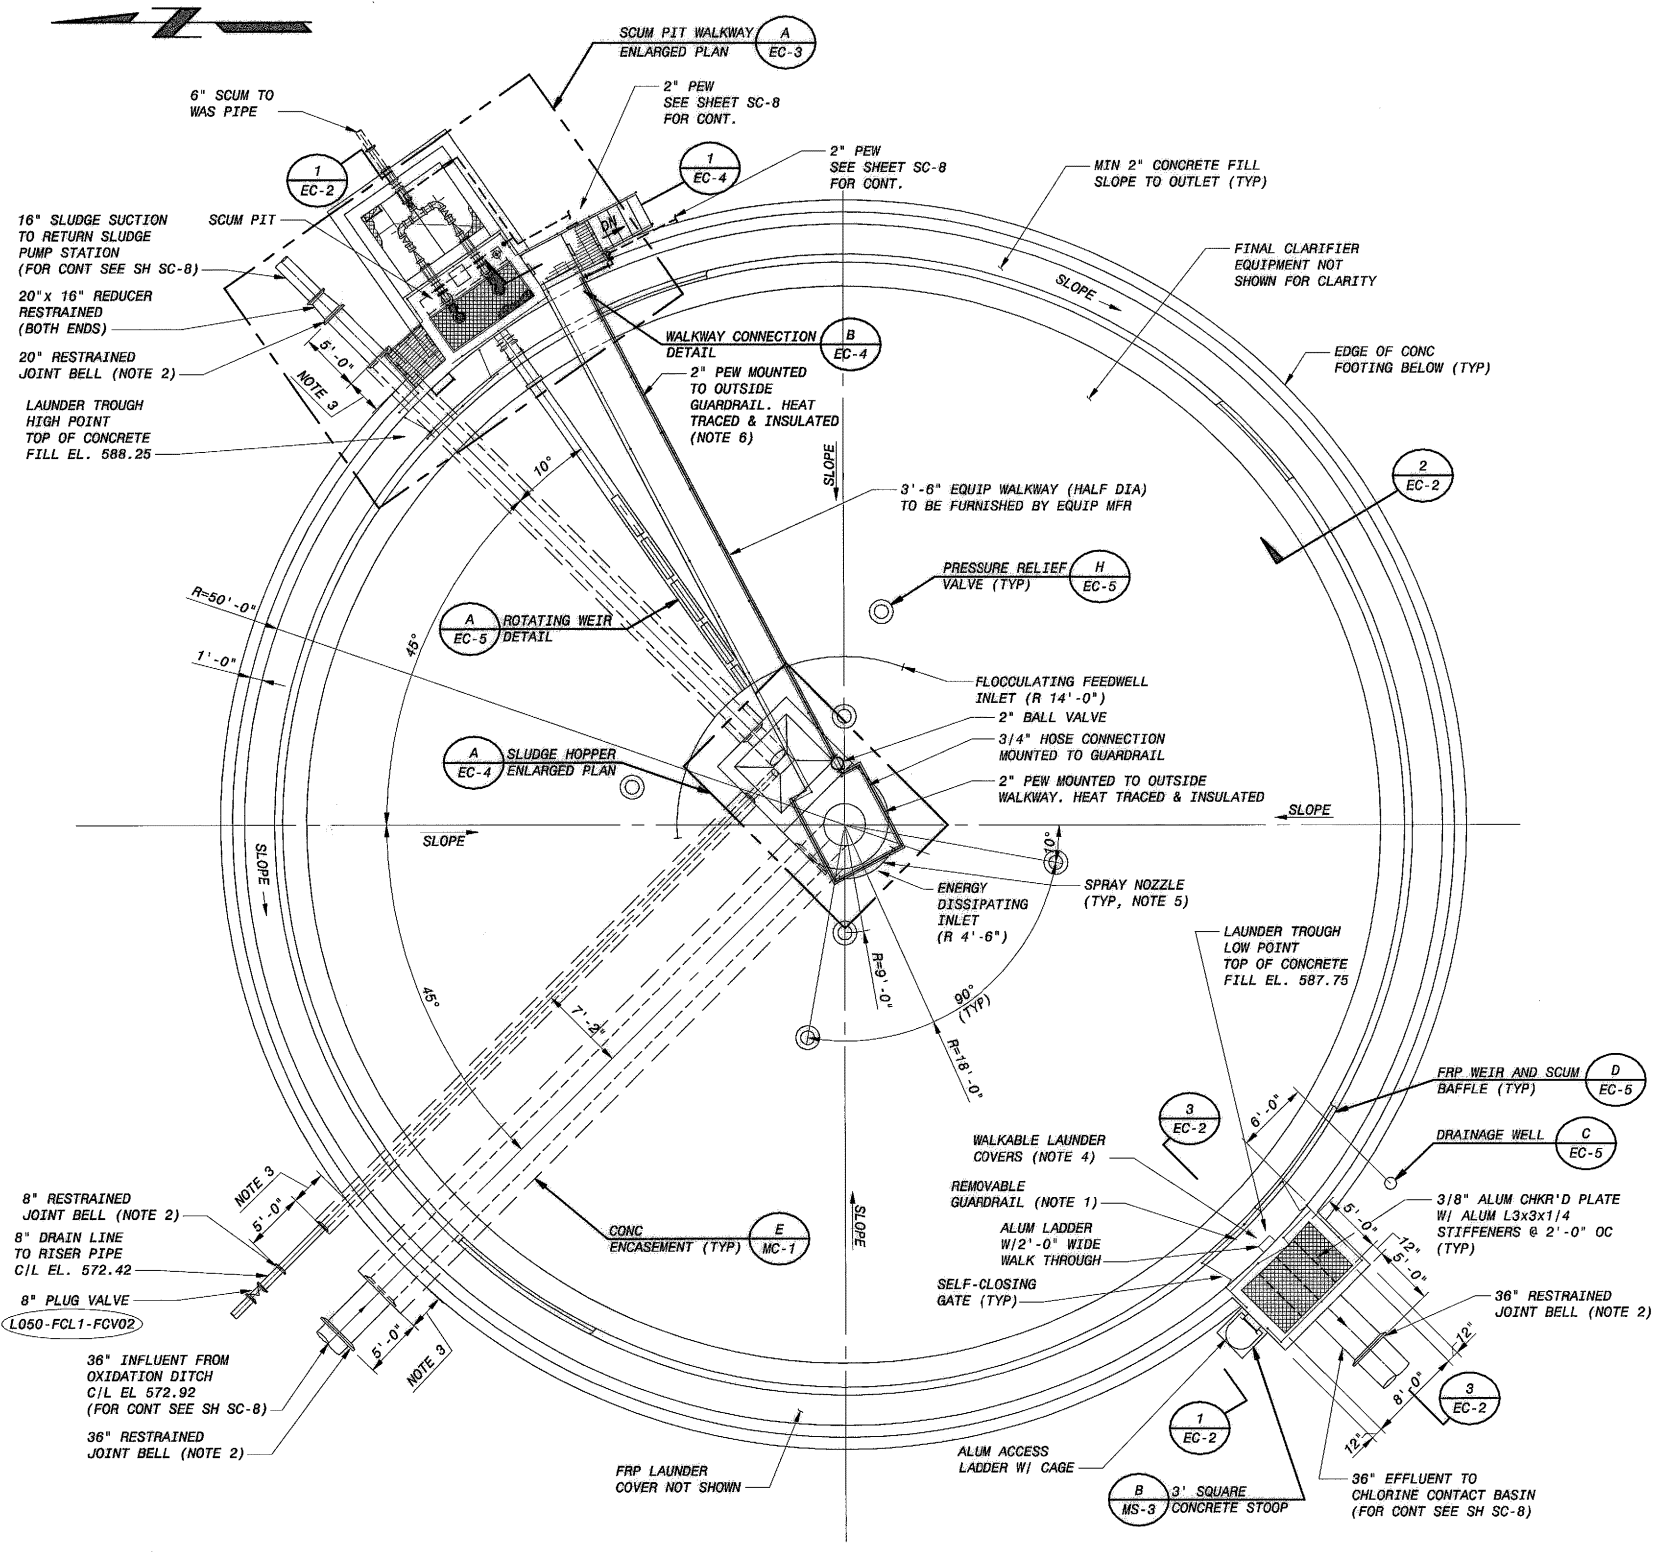 SCUM PIT WALKWAY
ENLARGED PLAN
A
EC-3
6" SCUM TO
WAS PIPE
2" PEW
SEE SHEET SC-8
FOR CONT.
1
EC-2
1
EC-4
2" PEW
SEE SHEET SC-8
FOR CONT.
MIN 2" CONCRETE FILL
SLOPE TO OUTLET (TYP)
16" SLUDGE SUCTION
TO RETURN SLUDGE
PUMP STATION
(FOR CONT SEE SH SC-8)
SCUM PIT
DN
FINAL CLARIFIER
EQUIPMENT NOT
SHOWN FOR CLARITY
SLOPE
20"x 16" REDUCER
RESTRAINED
(BOTH ENDS)
WALKWAY CONNECTION
DETAIL
B
EC-4
20" RESTRAINED
JOINT BELL (NOTE 2)
5'-0"
NOTE 3
EDGE OF CONC
FOOTING BELOW (TYP)
2" PEW MOUNTED
TO OUTSIDE
GUARDRAIL. HEAT
TRACED & INSULATED
(NOTE 6)
LAUNDER TROUGH
HIGH POINT
TOP OF CONCRETE
FILL EL. 588.25
10°
SLOPE
2
EC-2
3'-6" EQUIP WALKWAY (HALF DIA)
TO BE FURNISHED BY EQUIP MFR
PRESSURE RELIEF
VALVE (TYP)
H
EC-5
R=50'-0"
A
EC-5
ROTATING WEIR
DETAIL
45°
1'-0"
FLOCCULATING FEEDWELL
INLET (R 14'-0")
2" BALL VALVE
3/4" HOSE CONNECTION
MOUNTED TO GUARDRAIL
A
EC-4
SLUDGE HOPPER
ENLARGED PLAN
2" PEW MOUNTED TO OUTSIDE
WALKWAY. HEAT TRACED & INSULATED
SLOPE
SLOPE
SLOPE
10°
ENERGY
DISSIPATING
INLET
(R 4'-6")
SPRAY NOZZLE
(TYP, NOTE 5)
LAUNDER TROUGH
LOW POINT
TOP OF CONCRETE
FILL EL. 587.75
R=9'-0"
90°
(TYP)
45°
7'-2"
R=18'-0"
FRP WEIR AND SCUM
BAFFLE (TYP)
D
EC-5
6'-0"
3
EC-2
DRAINAGE WELL
C
EC-5
WALKABLE LAUNDER
COVERS (NOTE 4)
REMOVABLE
GUARDRAIL (NOTE 1)
NOTE 3
5'-0"
8" RESTRAINED
JOINT BELL (NOTE 2)
3/8" ALUM CHKR'D PLATE
W/ ALUM L3x3x1/4
STIFFENERS @ 2'-0" OC
(TYP)
5'-0"
12"
5'-0"
CONC
ENCASEMENT (TYP)
E
MC-1
SLOPE
ALUM LADDER
W/2'-0" WIDE
WALK THROUGH
8" DRAIN LINE
TO RISER PIPE
C/L EL. 572.42
SELF-CLOSING
GATE (TYP)
8" PLUG VALVE
L050-FCL1-FCV02
36" RESTRAINED
JOINT BELL (NOTE 2)
5'-0"
NOTE 3
12"
8'-0"
12"
36" INFLUENT FROM
OXIDATION DITCH
C/L EL 572.92
(FOR CONT SEE SH SC-8)
3
EC-2
1
EC-2
36" RESTRAINED
JOINT BELL (NOTE 2)
ALUM ACCESS
LADDER W/ CAGE
FRP LAUNDER
COVER NOT SHOWN
B
MS-3
3' SQUARE
CONCRETE STOOP
36" EFFLUENT TO
CHLORINE CONTACT BASIN
(FOR CONT SEE SH SC-8)